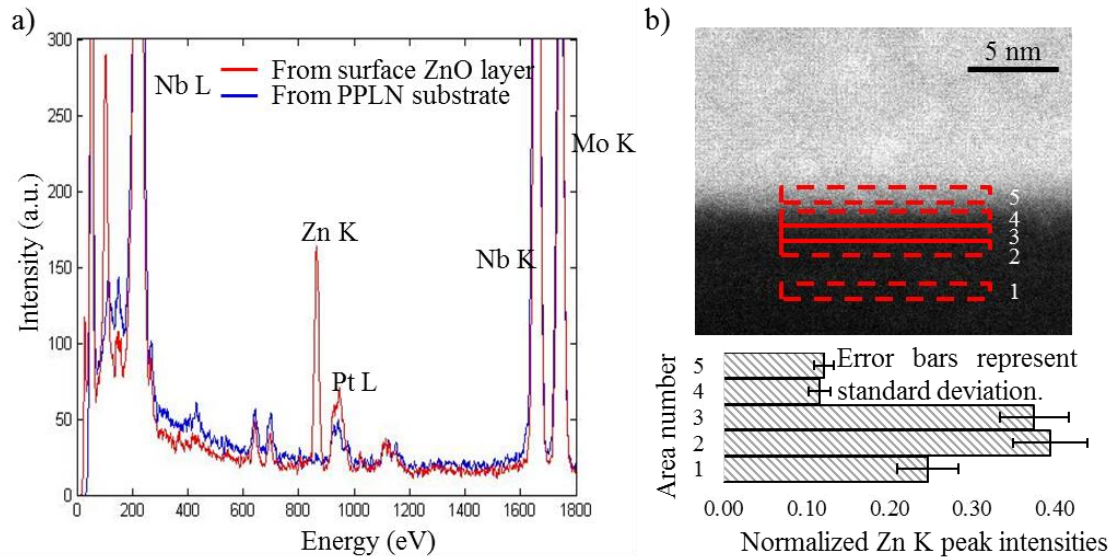 a)
300
250
200
150
100
50
0
Intensity (a.u.)
0 200 400 600 800 1000 1200 1400 1600 1800
Energy (eV)
Nb L
From surface ZnO layer
From PPLN substrate
Zn K
Pt L
Nb K
Mo K
b)
5 nm
5
4
3
2
1
Area number
5
4
3
2
1
Error bars represent
standard deviation.
0.00 0.10 0.20 0.30 0.40
Normalized Zn K peak intensities